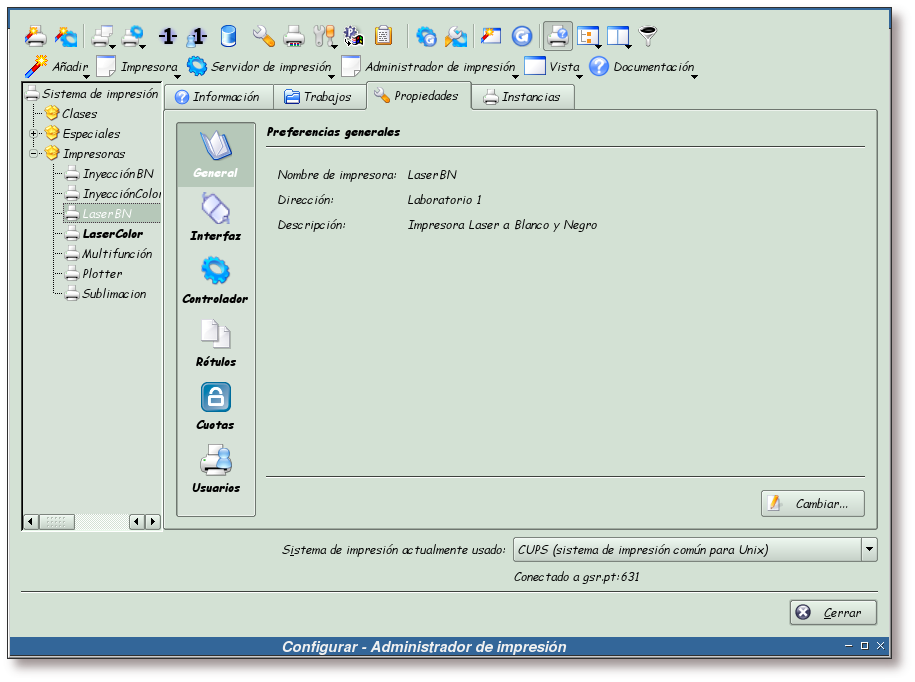 Añadir Impresora Servidor de impresión Administrador de impresión Vista Documentación
Sistema de impresión
Clases
Especiales
Impresoras
InyecciónBN
InyecciónColor
LaserBN
LaserColor
Multifunción
Plotter
Sublimacion
Información Trabajos Propiedades Instancias
General
Interfaz
Controlador
Rótulos
Cuotas
Usuarios
Preferencias generales
Nombre de impresora: LaserBN
Dirección: Laboratorio 1
Descripción: Impresora Laser a Blanco y Negro
Cambiar...
Sistema de impresión actualmente usado: CUPS (sistema de impresión común para Unix)
Conectado a gsr.pt:631
Cerrar
Configurar - Administrador de impresión